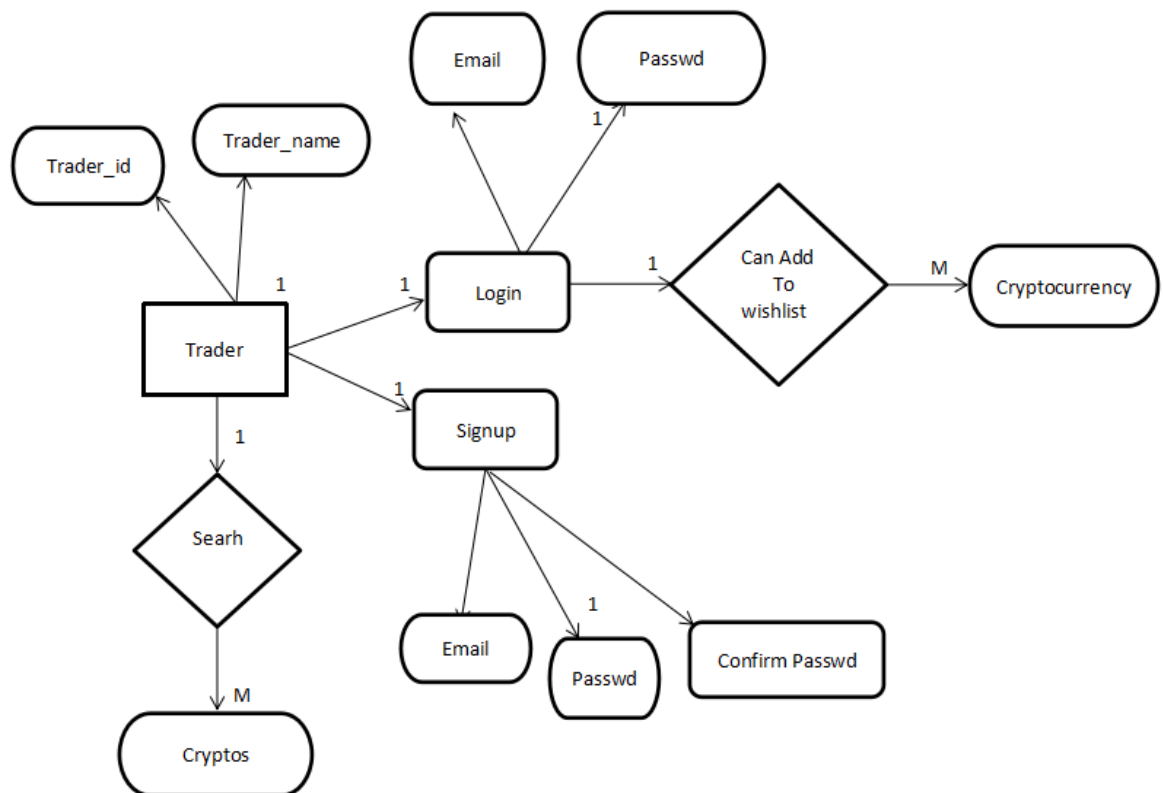 Email
Passwd
1
Trader_id
Trader_name
1
1
Login
1
Can Add
To
wishlist
M
Cryptocurrency
Trader
1
Signup
1
Searh
Email
1
Passwd
Confirm Passwd
M
Cryptos